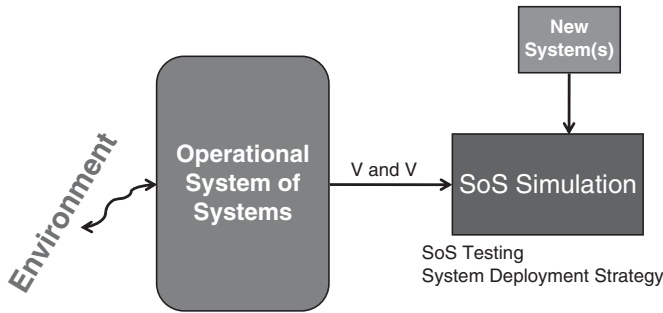 New
System(s)
Environment
Operational
System of
Systems
V and V
SoS Simulation
SoS Testing
System Deployment Strategy